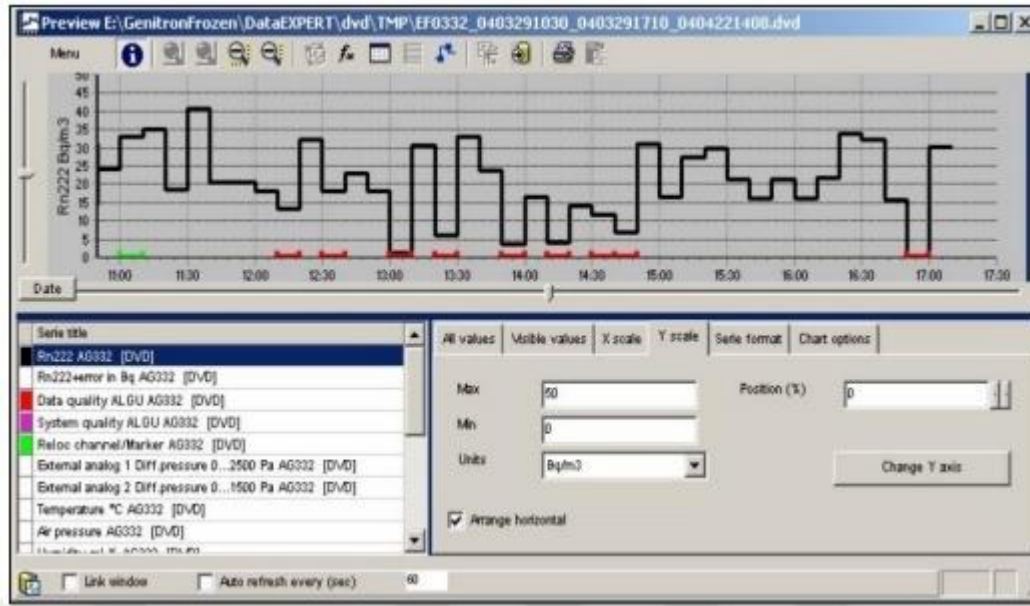 Preview E:\GenitronFrozen\DataEXPERT\dvd\TMP\EF0332_0403291030_0403291710_0404221408.dvd
Menu
50
45
40
35
30
25
20
15
10
5
0
Rn222 Bq/m3
11:00 11:30 12:00 12:30 13:00 13:30 14:00 14:30 15:00 15:30 16:00 16:30 17:00 17:30
Date
Serie title
Rn222 AG332 [DVD]
Rn222+error in Bq AG332 [DVD]
Data quality ALGU AG332 [DVD]
System quality ALGU AG332 [DVD]
Reloc channel/Marker AG332 [DVD]
External analog 1 Diff.pressure 0...2500 Pa AG332 [DVD]
External analog 2 Diff.pressure 0...1500 Pa AG332 [DVD]
Temperature °C AG332 [DVD]
Air pressure AG332 [DVD]
All values Visible values X scale Y scale Serie format Chart options
Max 50 Position (%) 0
Min 0
Units Bq/m3 Change Y axis
Arrange horizontal
Link window Auto refresh every (sec) 60